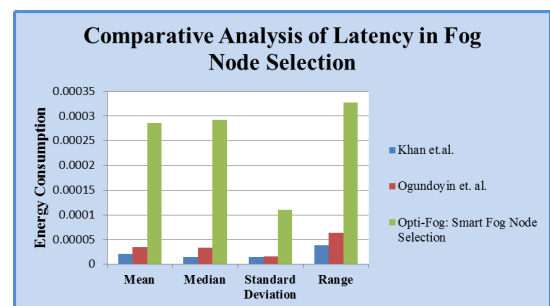 Comparative Analysis of Latency in Fog
Node Selection
Energy Consumption
0.00035
0.0003
0.00025
0.0002
0.00015
0.0001
0.00005
0
Mean
Median
Standard
Deviation
Range
Khan et.al.
Ogundoyin et. al.
Opti-Fog: Smart Fog Node
Selection